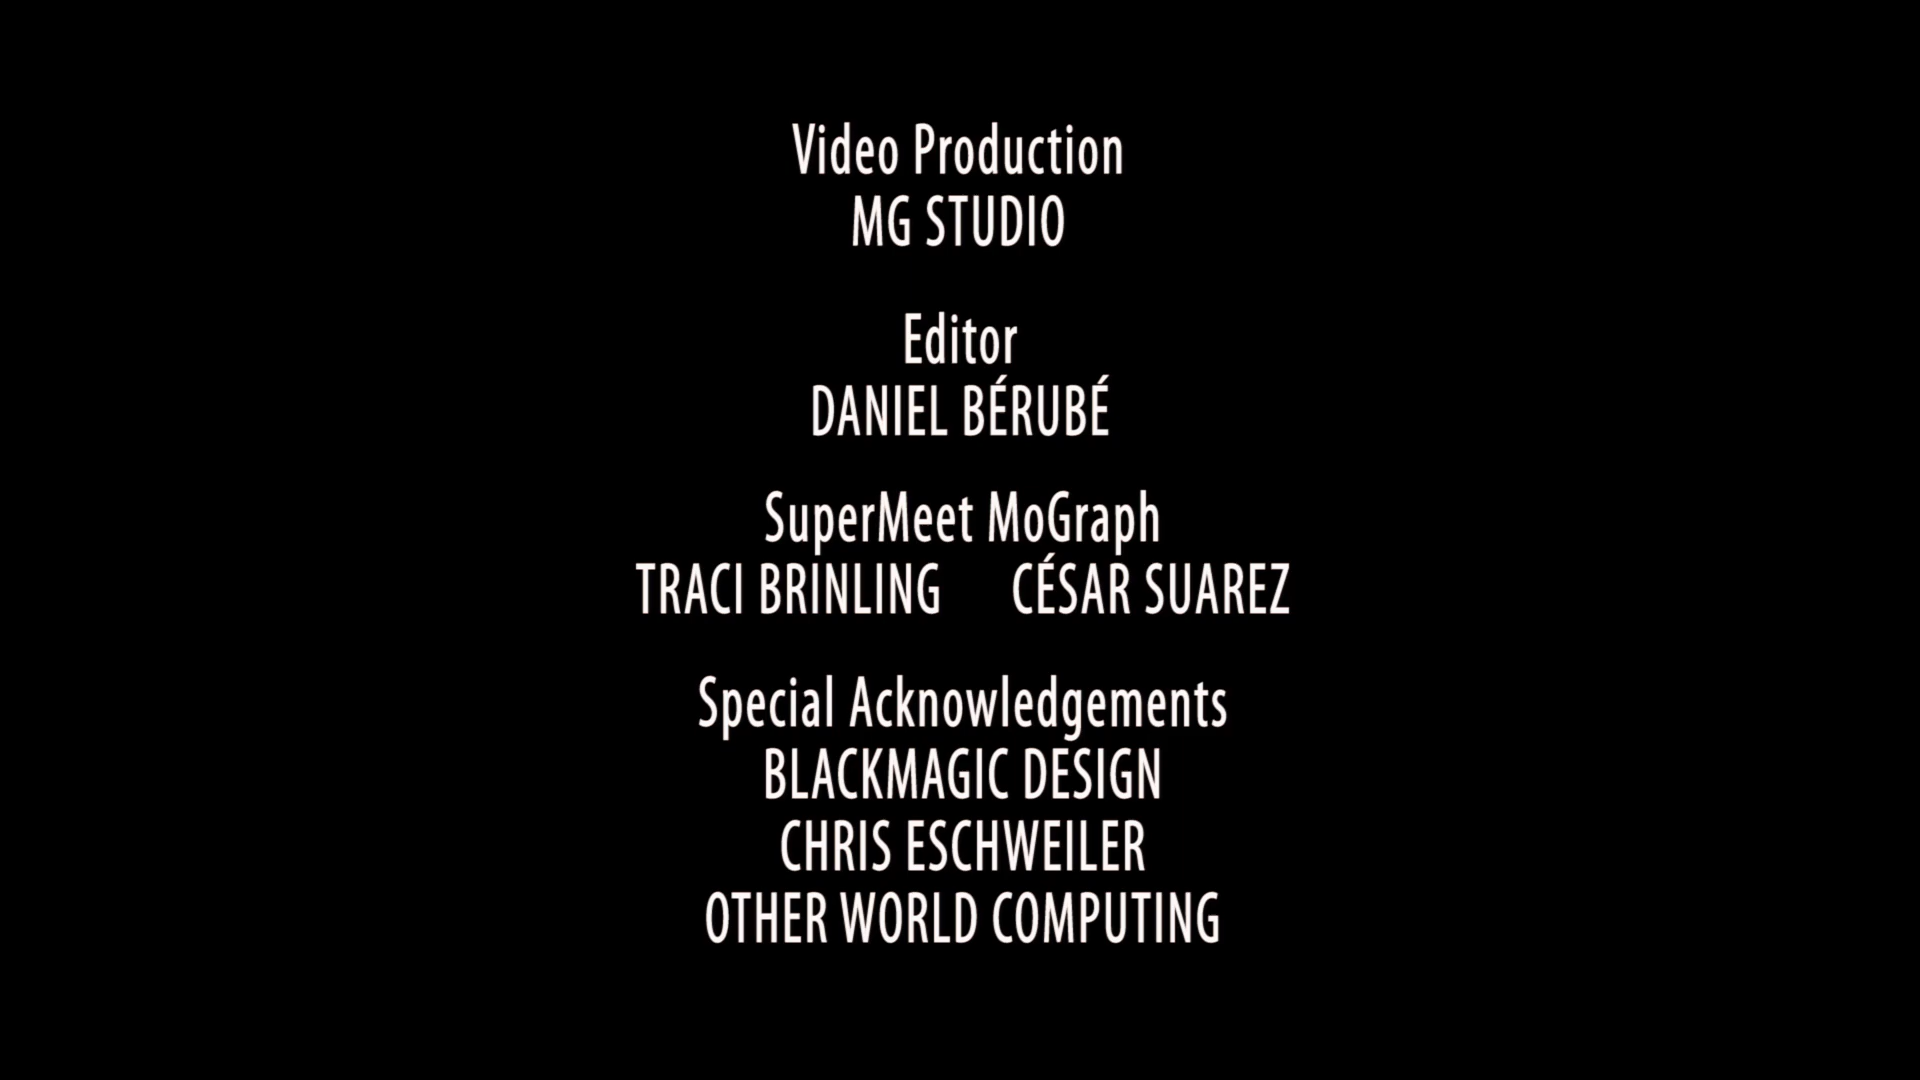 Video Production
MG STUDIO
Editor
DANIEL BÉRUBÉ
SuperMeet MoGraph
TRACI BRINLING CÉSAR SUAREZ
Special Acknowledgements
BLACKMAGIC DESIGN
CHRIS ESCHWEILER
OTHER WORLD COMPUTING